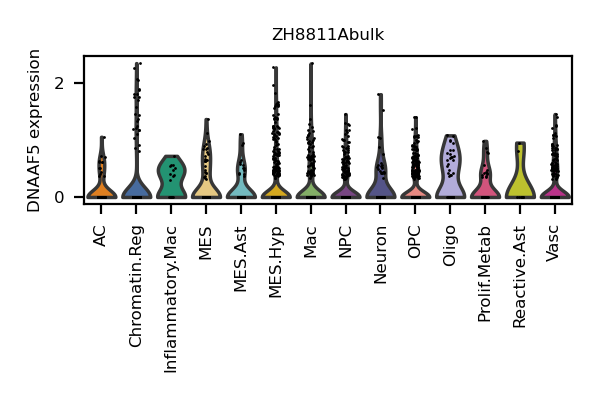 ZH8811Abulk
DNAAF5 expression
2
0
AC
Chromatin.Reg
Inflammatory.Mac
MES
MES.Ast
MES.Hyp
Mac
NPC
Neuron
OPC
Oligo
Prolif.Metab
Reactive.Ast
Vasc